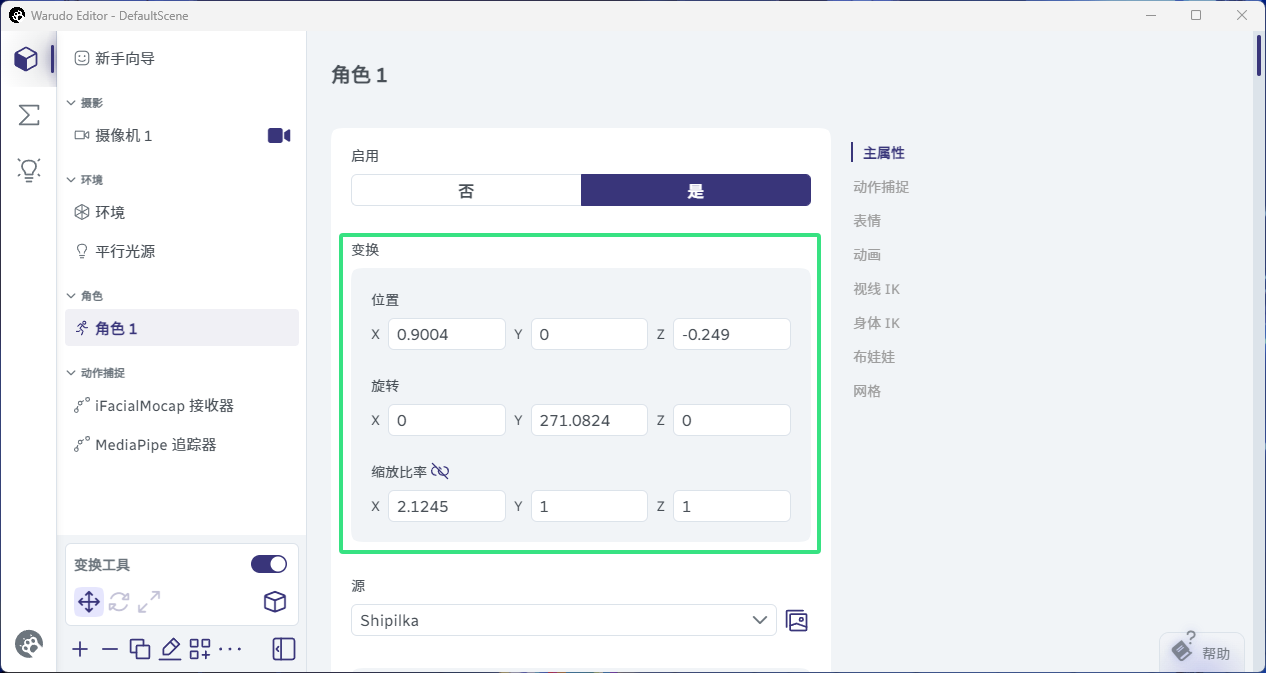 Warudo Editor - DefaultScene
新手向导
摄影
摄像机 1
环境
环境
平行光源
角色
角色 1
动作捕捉
iFacialMocap 接收器
MediaPipe 追踪器
变换工具
角色 1
启用
否 是
变换
位置
X 0.9004 Y 0 Z -0.249
旋转
X 0 Y 271.0824 Z 0
缩放比率
X 2.1245 Y 1 Z 1
源
Shipilka
主属性
动作捕捉
表情
动画
视线 IK
身体 IK
布娃娃
网格
? 帮助